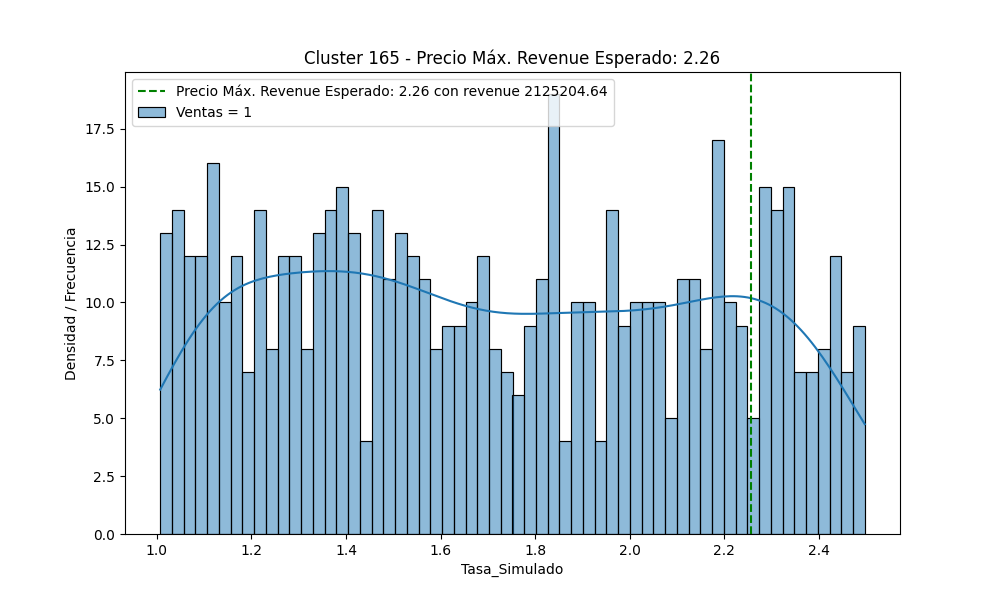 Cluster 165 - Precio Máx. Revenue Esperado: 2.26
Precio Máx. Revenue Esperado: 2.26 con revenue 2125204.64
Ventas = 1
Densidad / Frecuencia
17.5
15.0
12.5
10.0
7.5
5.0
2.5
0.0
1.0 1.2 1.4 1.6 1.8 2.0 2.2 2.4
Tasa_Simulado